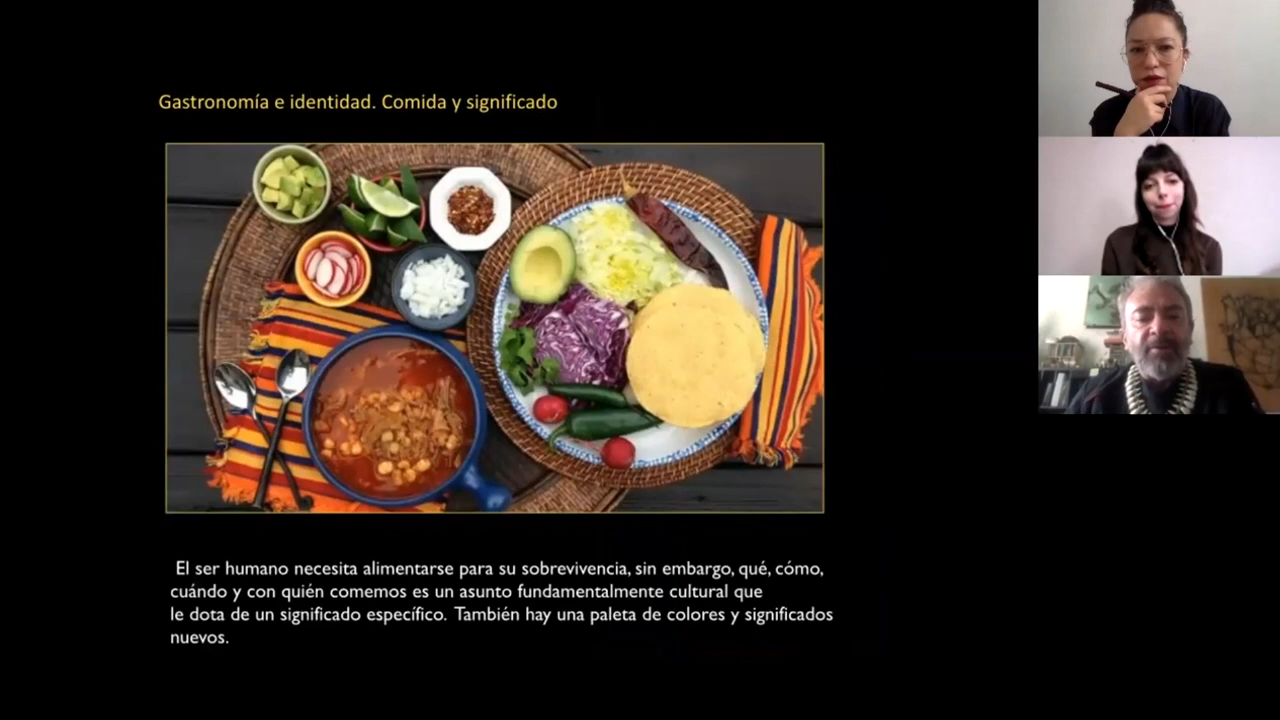 Gastronomía e identidad. Comida y significado
El ser humano necesita alimentarse para su sobrevivencia, sin embargo, qué, cómo,
cuándo y con quién comemos es un asunto fundamentalmente cultural que
le dota de un significado específico. También hay una paleta de colores y significados
nuevos.